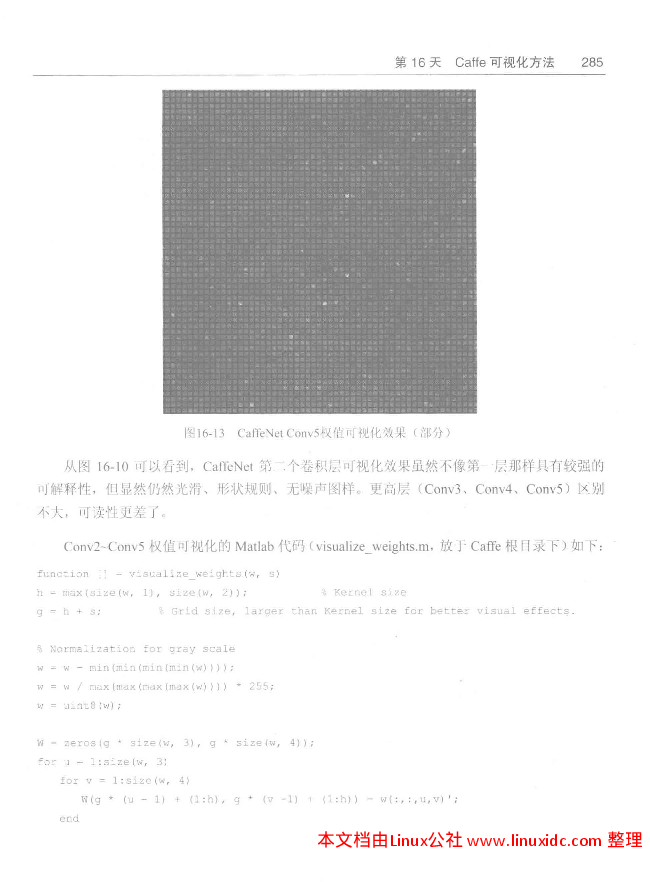 第 16 天 Caffe 可视化方法 285
图16-13 CaffeNet Conv5权值可视化效果（部分）
从图 16-10 可以看到，CaffeNet 第二个卷积层可视化效果虽然不像第一层那样具有较强的
可解释性，但显然仍然光滑、形状规则、无噪声图样。更高层（Conv3、Conv4、Conv5）区别
不大，可读性更差了。
Conv2~Conv5 权值可视化的 Matlab 代码（visualize_weights.m，放于 Caffe 根目录下）如下：
function [] = visualize_weights(w, s)
h = max(size(w, 1), size(w, 2)); % Kernel size
g = h + s; % Grid size, larger than Kernel size for better visual effects.
% Normalization for gray scale
w = w - min(min(min(min(w))));
w = w / max(max(max(max(w)))) * 255;
w = uint8(w);
W = zeros(g * size(w, 3), g * size(w, 4));
for u = 1:size(w, 3)
for v = 1:size(w, 4)
W(g * (u - 1) + (1:h), g * (v -1) + (1:h)) = w(:,:,u,v)';
end
本文档由Linux公社 www.linuxidc.com 整理